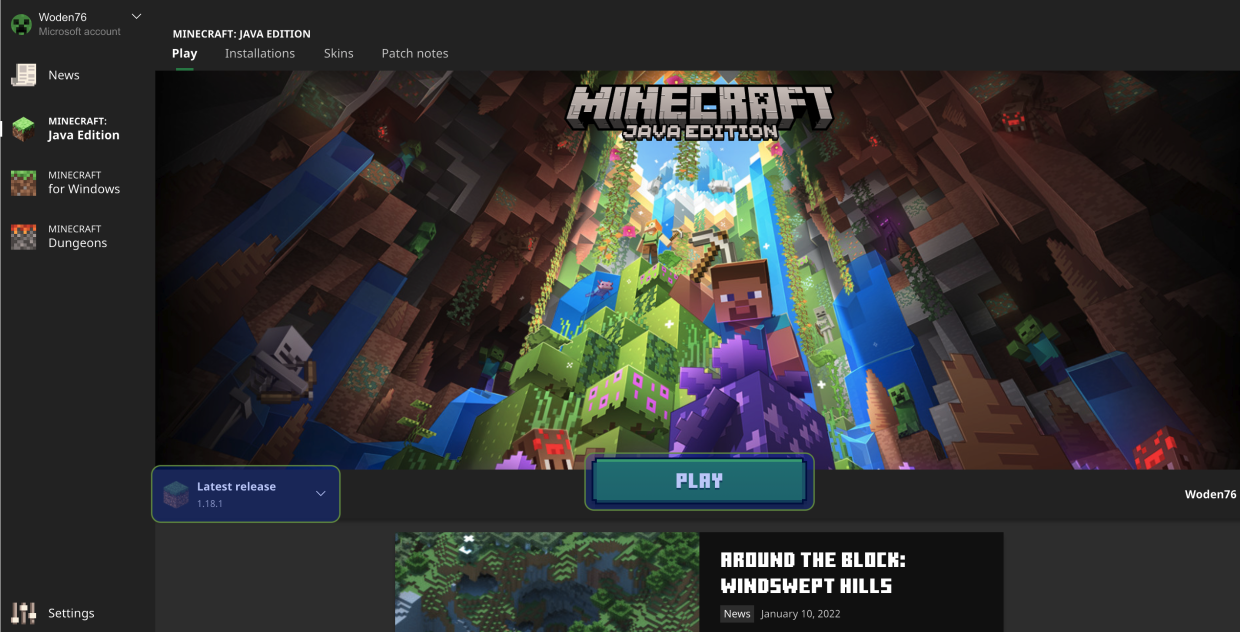 Woden76
Microsoft account
News
MINECRAFT:
Java Edition
MINECRAFT
for Windows
MINECRAFT
Dungeons
Settings
MINECRAFT: JAVA EDITION
Play Installations Skins Patch notes
MINECRAFT
JAVA EDITION
Latest release
1.18.1
PLAY
Woden76
AROUND THE BLOCK:
WINDSWEPT HILLS
News January 10, 2022